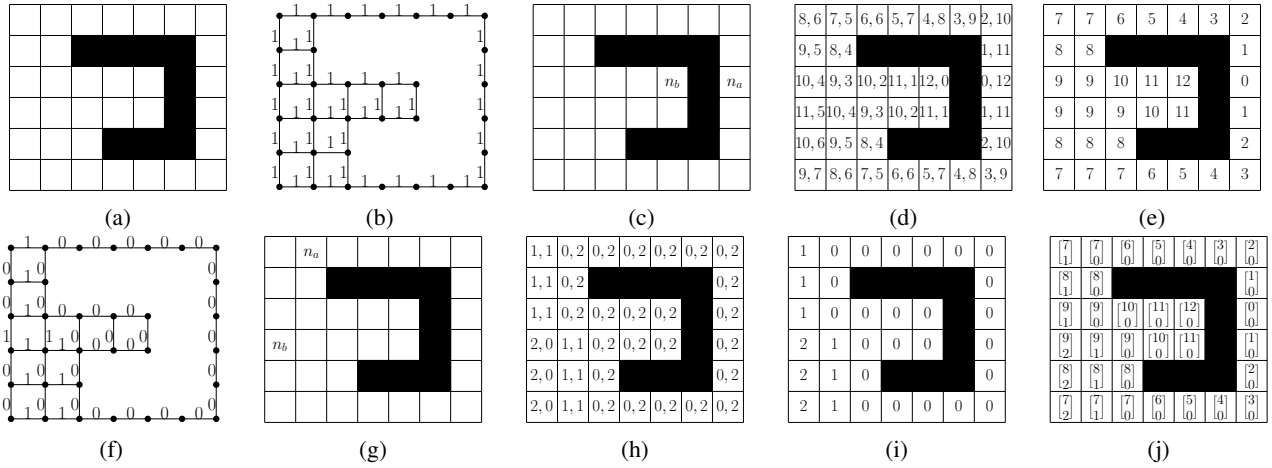 1 1 1 1 1 1
1 1 1
1
1 1 1
1 1 1 1
1 1 1 1 1 1
1 1 1 1
1 1 1 1
1 1
1 1 1 1
1 1 1 1 1 1
n_b n_a
8,6 7,5 6,6 5,7 4,8 3,9 2,10
9,5 8,4 1,11
10,4 9,3 10,2 11,1 12,0 0,12
11,5 10,4 9,3 10,2 11,1 1,11
10,6 9,5 8,4 2,10
9,7 8,6 7,5 6,6 5,7 4,8 3,9
7 7 6 5 4 3 2
8 8 1
9 9 10 11 12 0
9 9 9 10 11 1
8 8 8 2
7 7 7 6 5 4 3
(a) (b) (c) (d) (e)
1 0 0 0 0 0
0 0 0
1
0 0 0
0 0 0
1 1 0 0 0 0
1 0 0
0 0 0 0
1 1
0 0 0 0
1 1 0 0 0 0
n_a
n_b
1,1 0,2 0,2 0,2 0,2 0,2 0,2
1,1 0,2 0,2
1,1 0,2 0,2 0,2 0,2 0,2
2,0 1,1 0,2 0,2 0,2 0,2
2,0 1,1 0,2 0,2
2,0 1,1 0,2 0,2 0,2 0,2 0,2
1 0 0 0 0 0 0
1 0 0
1 0 0 0 0 0
2 1 0 0 0 0
2 1 0 0
2 1 0 0 0 0 0
[7 1] [7 0] [6 0] [5 0] [4 0] [3 0] [2 0]
[8 1] [8 0] [1 0]
[9 1] [9 0] [10 0] [11 0] [12 0] [0 0]
[9 2] [9 1] [9 0] [10 0] [11 0] [1 0]
[8 2] [8 1] [8 0] [2 0]
[7 2] [7 1] [7 0] [6 0] [5 0] [4 0] [3 0]
(f) (g) (h) (i) (j)